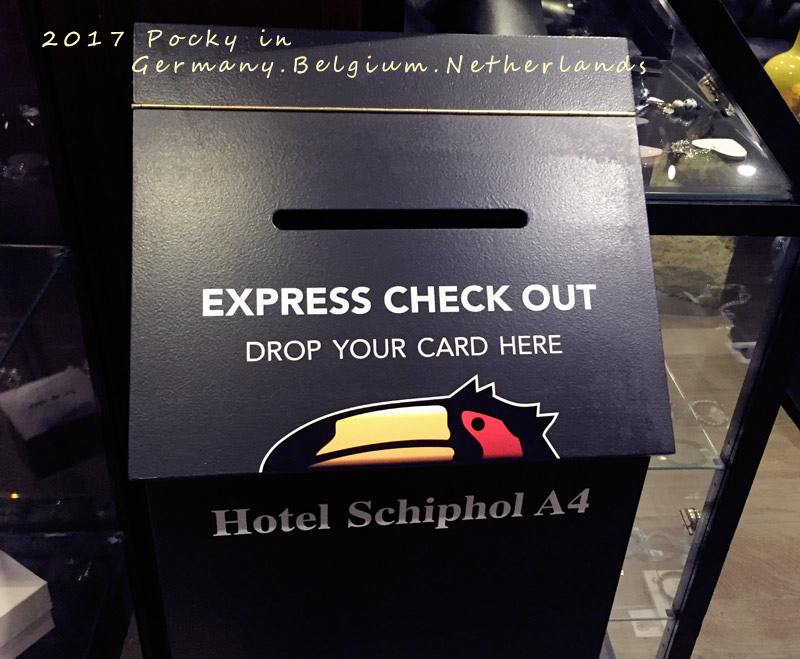 2017 Pocky in
Germany.Belgium.Netherlands
EXPRESS CHECK OUT
DROP YOUR CARD HERE
Hotel Schiphol A4